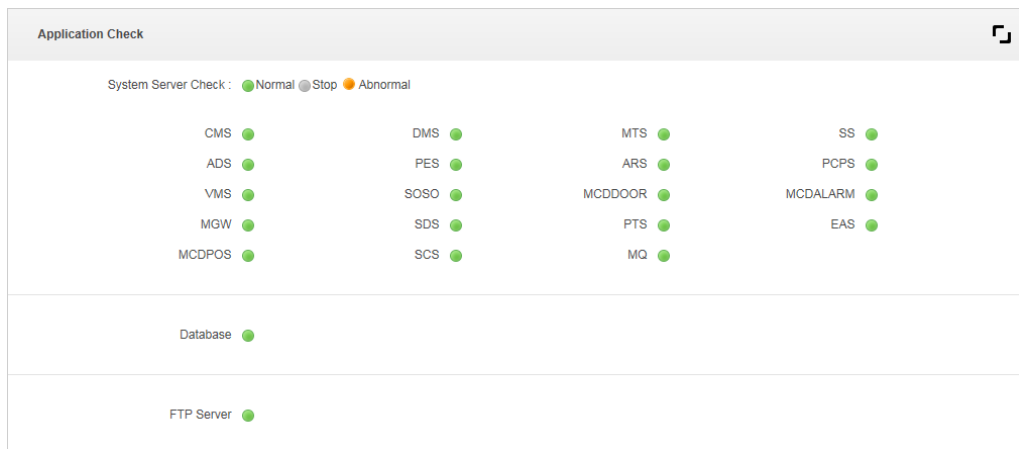 Application Check
System Server Check : Normal Stop Abnormal
CMS DMS MTS SS
ADS PES ARS PCPS
VMS SOSO MCDDOOR MCDALARM
MGW SDS PTS EAS
MCDPOS SCS MQ
Database
FTP Server